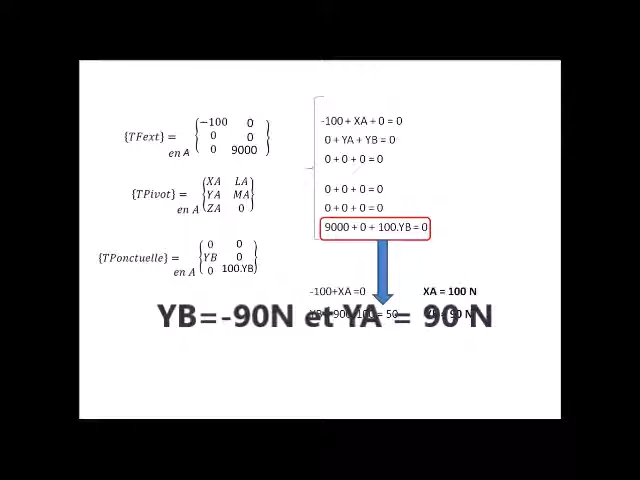 {TFext} = {−100 0
0 0
0 9000}
en A
{TPivot} = {XA LA
YA MA
ZA 0}
en A
{TPonctuelle} = {0 0
YB 0
0 100.YB}
en A
-100 + XA + 0 = 0
0 + YA + YB = 0
0 + 0 + 0 = 0
0 + 0 + 0 = 0
0 + 0 + 0 = 0
9000 + 0 + 100.YB = 0
-100+XA =0 XA = 100 N
YB=-90N et YA = 90 N